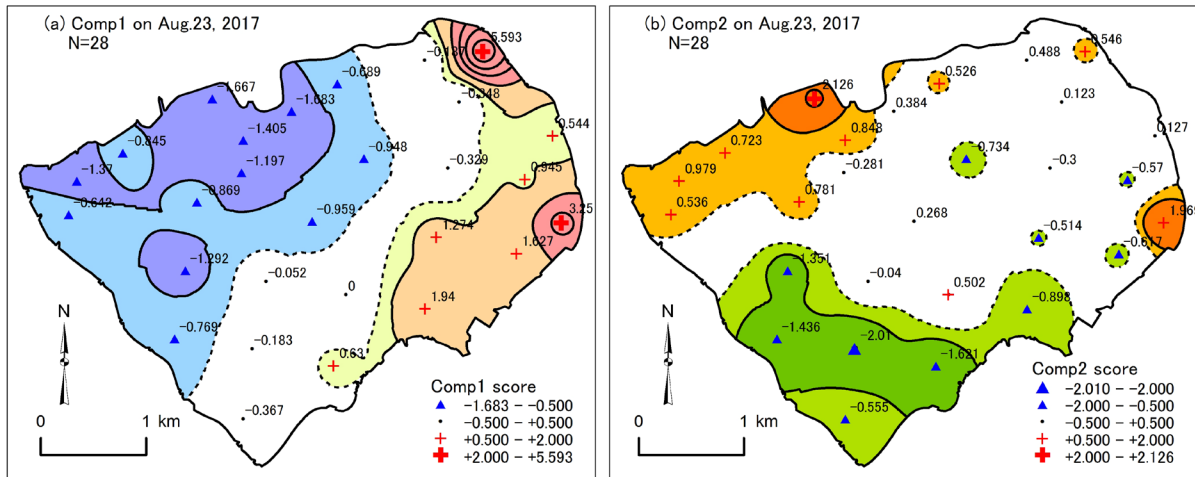 (a) Comp1 on Aug.23, 2017
N=28
5.593
-0.187
-0.689
-1.667
-0.348
-1.683
0.544
-1.405
-0.845
-0.948
-0.329
0.945
-1.197
-1.37
-0.869
-0.642
3.25
-0.959
1.274
1.627
-1.292
-0.052
0
1.94
N
-0.769
-0.183
-0.63
-0.367
0 1 km
Comp1 score
-1.683 - -0.500
-0.500 - +0.500
+0.500 - +2.000
+2.000 - +5.593
(b) Comp2 on Aug.23, 2017
N=28
0.546
0.488
0.526
2.126
0.123
0.384
0.127
0.848
0.723
-0.734
-0.3
-0.57
-0.281
0.979
0.781
0.536
1.969
0.268
-0.514
-0.617
-1.351
-0.04
0.502
-0.898
N
-1.436
-2.01
-1.621
-0.555
0 1 km
Comp2 score
-2.010 - -2.000
-2.000 - -0.500
-0.500 - +0.500
+0.500 - +2.000
+2.000 - +2.126